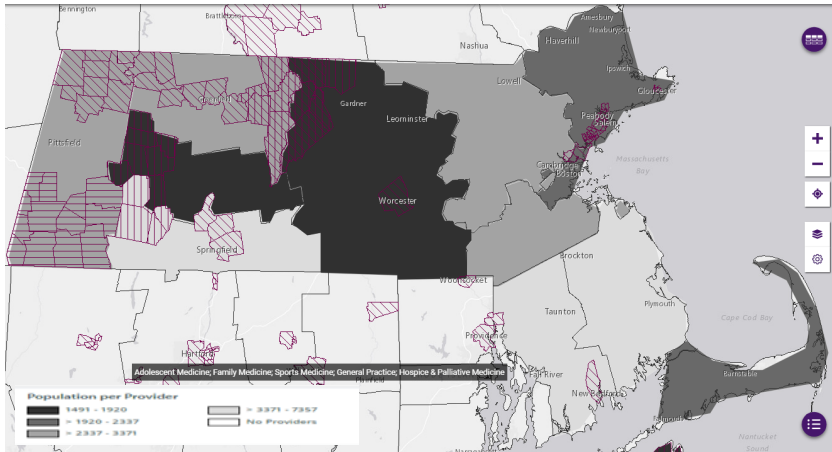 Bennington
Brattleboro
Amesbury
Newburyport
Nashua
Haverhill
Ipswich
Lowell
Gloucester
Gardner
Leominster
Peabody
Salem
Pittsfield
Cambridge
Boston
Massachusetts
Bay
Worcester
Springfield
Brockton
Woonsocket
Plymouth
Taunton
Cape Cod Bay
Providence
Hartford
Adolescent Medicine; Family Medicine; Sports Medicine; General Practice; Hospice & Palliative Medicine
Barnstable
Fall River
New Bedford
Falmouth
Nantucket
Sound
Population per Provider
1491 - 1920
> 3371 - 7357
> 1920 - 2337
No Providers
> 2337 - 3371